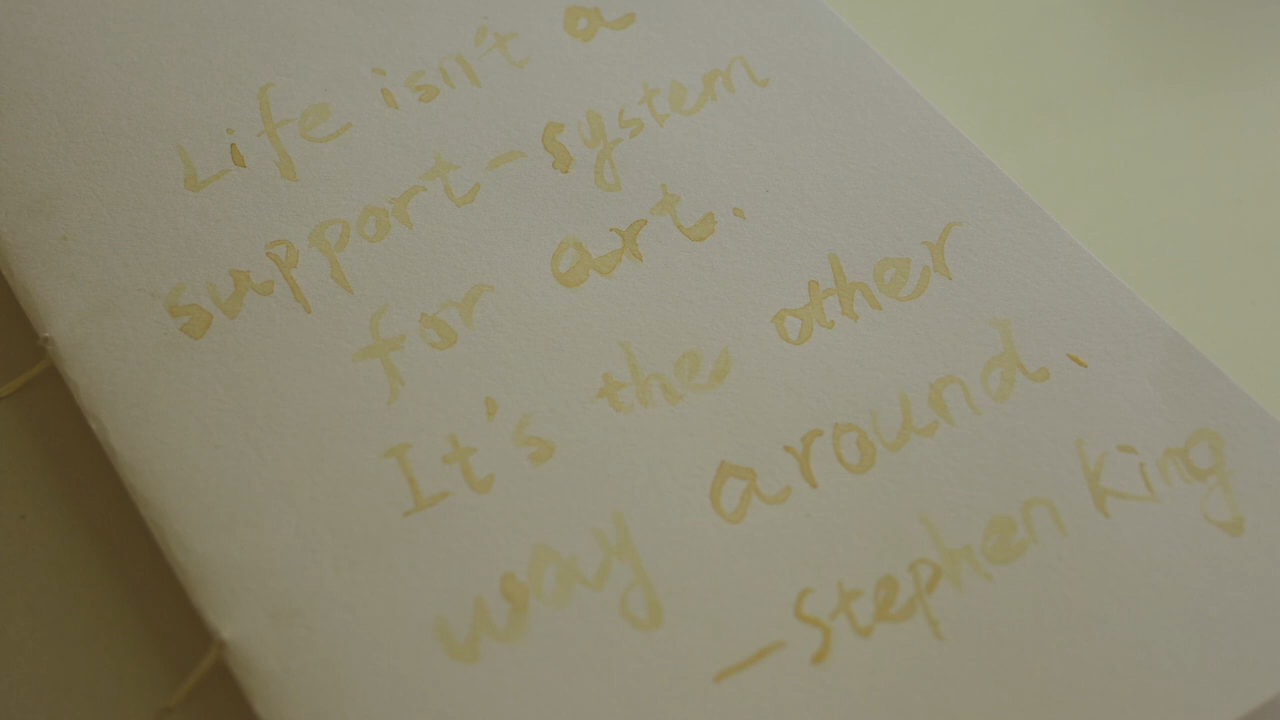 Life isn't a
support-system
for art.
It's the other
way around.
—Stephen King